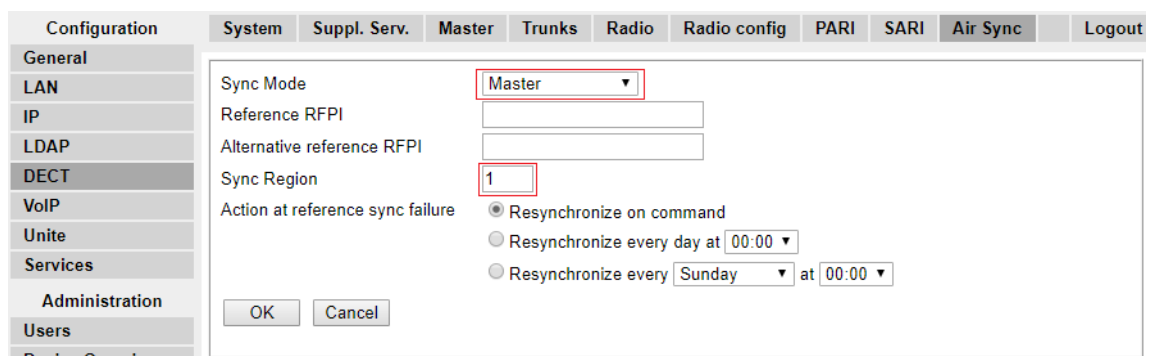 Configuration
System Suppl. Serv. Master Trunks Radio Radio config PARI SARI Air Sync Logout
General
LAN
IP
LDAP
DECT
VoIP
Unite
Services
Administration
Users
Sync Mode Master
Reference RFPI
Alternative reference RFPI
Sync Region 1
Action at reference sync failure Resynchronize on command
Resynchronize every day at 00:00
Resynchronize every Sunday at 00:00
OK Cancel